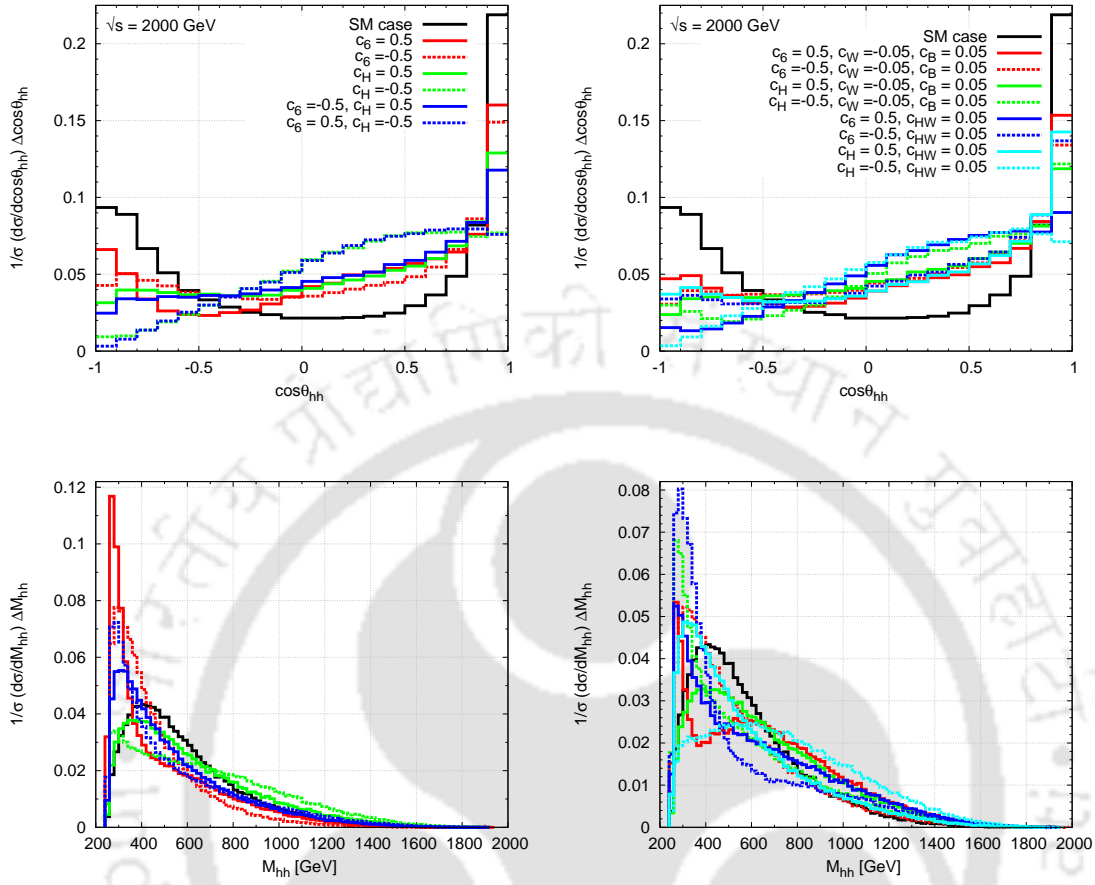 √s = 2000 GeV
SM case
c6 = 0.5
c6 =-0.5
cH = 0.5
cH =-0.5
c6 =-0.5, cH = 0.5
c6 = 0.5, cH =-0.5
1/σ (dσ/dcosθhh) Δcosθhh
0.2
0.15
0.1
0.05
0
-1 -0.5 0 0.5 1
cosθhh
√s = 2000 GeV
SM case
c6 = 0.5, cW =-0.05, cB = 0.05
c6 =-0.5, cW =-0.05, cB = 0.05
cH = 0.5, cW =-0.05, cB = 0.05
cH =-0.5, cW =-0.05, cB = 0.05
c6 = 0.5, cHW = 0.05
c6 =-0.5, cHW = 0.05
cH = 0.5, cHW = 0.05
cH =-0.5, cHW = 0.05
1/σ (dσ/dcosθhh) Δcosθhh
0.2
0.15
0.1
0.05
0
-1 -0.5 0 0.5 1
cosθhh
1/σ (dσ/dMhh) ΔMhh
0.12
0.1
0.08
0.06
0.04
0.02
0
200 400 600 800 1000 1200 1400 1600 1800 2000
Mhh [GeV]
1/σ (dσ/dMhh) ΔMhh
0.08
0.07
0.06
0.05
0.04
0.03
0.02
0.01
0
200 400 600 800 1000 1200 1400 1600 1800 2000
Mhh [GeV]